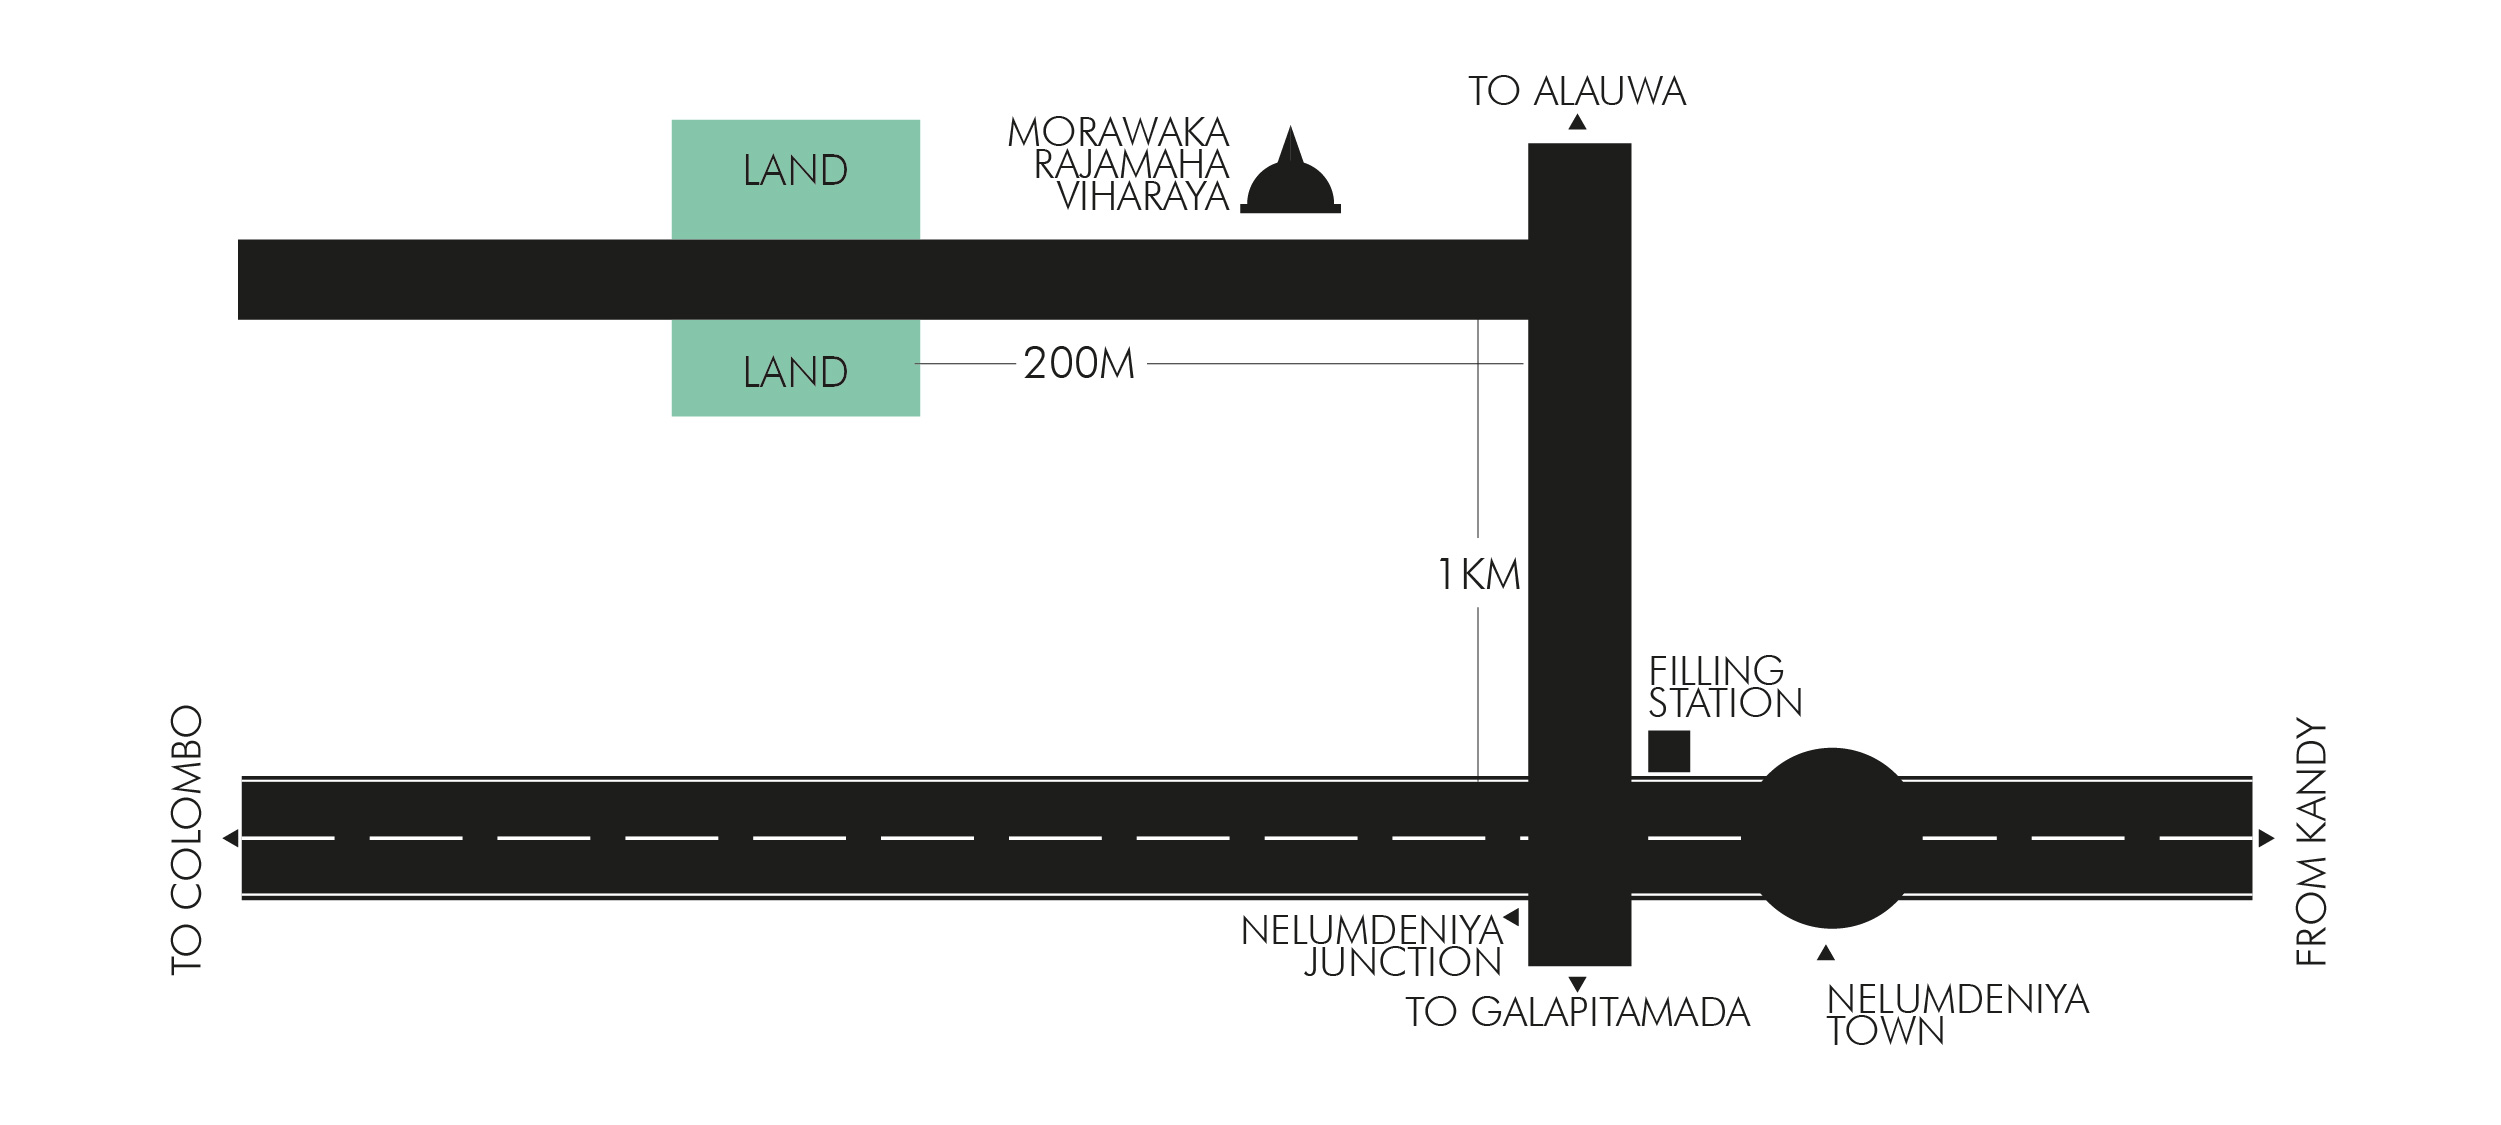 TO ALAUWA
MORAWAKA
RAJAMAHA
VIHARAYA
LAND
LAND
200M
1KM
FILLING
STATION
TO COLOMBO
FROM KANDY
NELUMDENIYA
JUNCTION
TO GALAPITAMADA
NELUMDENIYA
TOWN